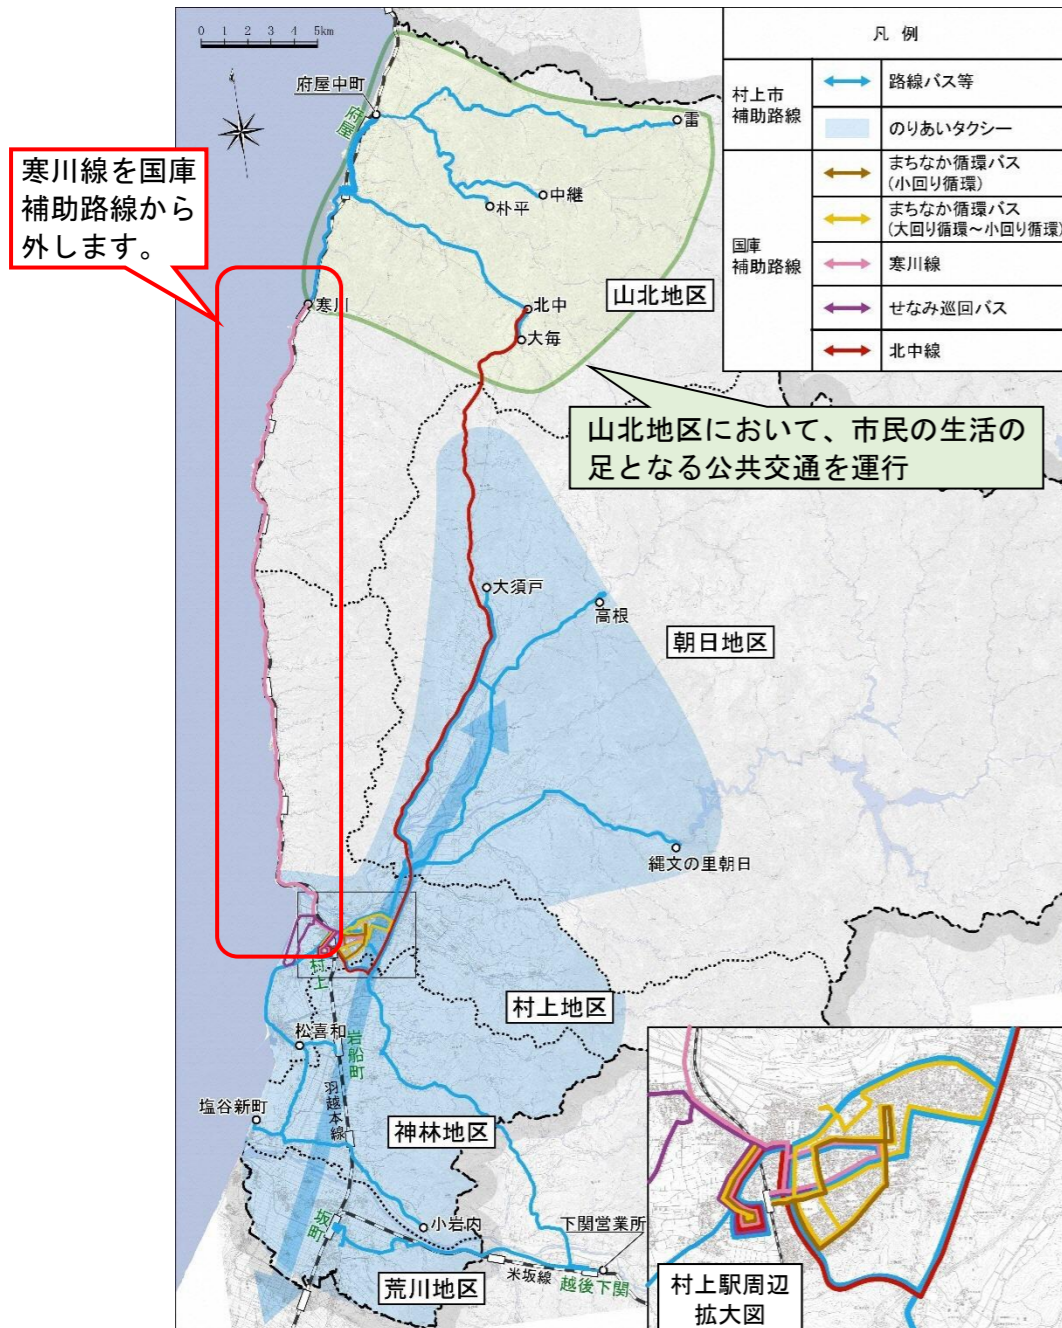 0 1 2 3 4 5km
凡 例
村上市
補助路線
路線バス等
のりあいタクシー
国庫
補助路線
まちなか循環バス
(小回り循環)
まちなか循環バス
(大回り循環~小回り循環)
寒川線
せなみ巡回バス
北中線
寒川線を国庫
補助路線から
外します。
府屋中町
府屋
雷
中継
朴平
寒川
北中
大毎
山北地区
山北地区において、市民の生活の
足となる公共交通を運行
大須戸
高根
朝日地区
縄文の里朝日
村上
村上地区
松喜和
岩船町
羽越本線
塩谷新町
神林地区
坂町
小岩内
下関営業所
米坂線
越後下関
荒川地区
村上駅周辺
拡大図